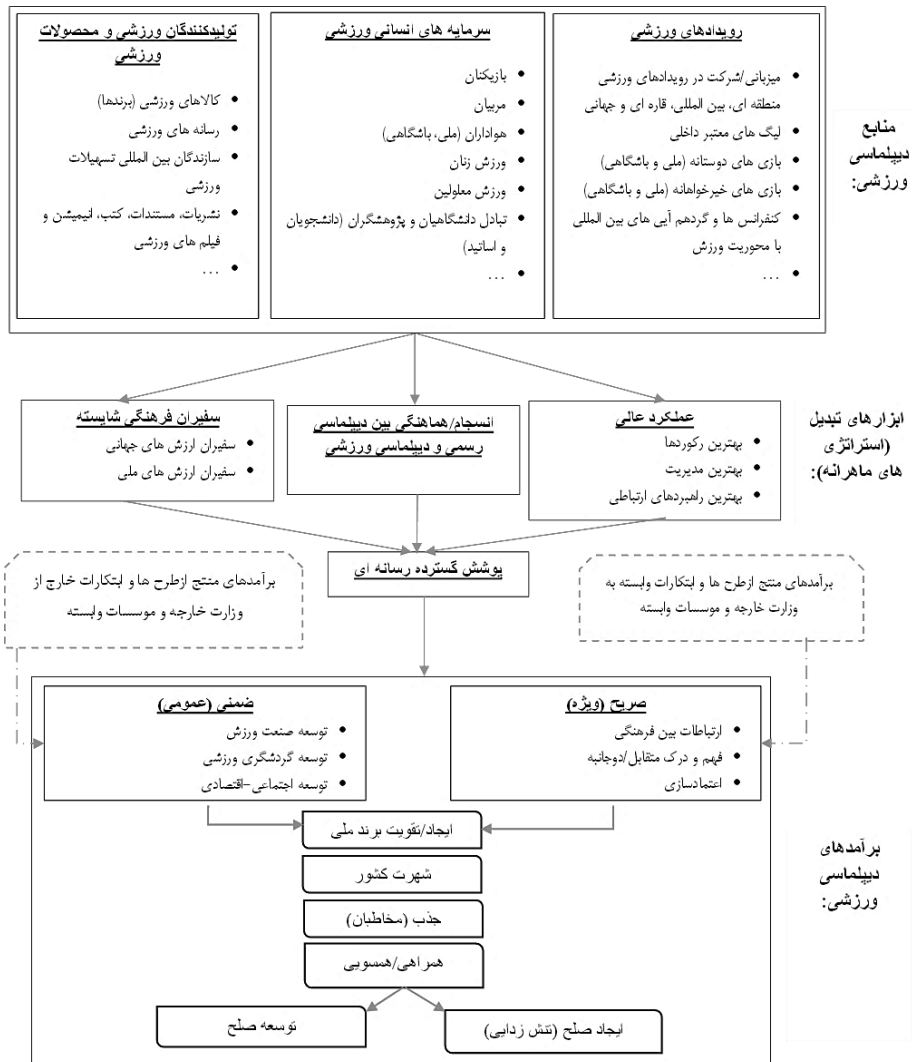 منابع
دیپلماسی
ورزشی:
رویدادهای ورزشی
• میزبانی/شرکت در رویدادهای ورزشی
منطقه ای، بین المللی، قاره ای و جهانی
• لیگ های معتبر داخلی
• بازی های دوستانه (ملی و باشگاهی)
• بازی های خیرخواهانه (ملی و باشگاهی)
• کنفرانس ها و گردهم آیی های بین المللی
با محوریت ورزش
• ...
سرمایه های انسانی ورزشی
• بازیکنان
• مربیان
• هواداران (ملی، باشگاهی)
• ورزش زنان
• ورزش معلولین
• تبادل دانشگاهیان و پژوهشگران (دانشجویان
و اساتید)
• ...
تولیدکنندگان ورزشی و محصولات
ورزشی
• کالاهای ورزشی (برندها)
• رسانه های ورزشی
• سازندگان بین المللی تسهیلات
ورزشی
• نشریات، مستندات، کتب، انیمیشن و
فیلم های ورزشی
• ...
ابزارهای تبدیل
(استراتژی
های ماهرانه):
عملکرد عالی
• بهترین رکوردها
• بهترین مدیریت
• بهترین راهبردهای ارتباطی
انسجام/هماهنگی بین دیپلماسی
رسمی و دیپلماسی ورزشی
سفیران فرهنگی شایسته
• سفیران ارزش های جهانی
• سفیران ارزش های ملی
پوشش گسترده رسانه ای
برآمدهای منتج ازطرح ها و ابتکارات وابسته به
وزارت خارجه و موسسات وابسته
برآمدهای منتج ازطرح ها و ابتکارات خارج از
وزارت خارجه و موسسات وابسته
برآمدهای
دیپلماسی
ورزشی:
صریح (ویژه)
• ارتباطات بین فرهنگی
• فهم و درک متقابل/دوجانبه
• اعتمادسازی
ضمنی (عمومی)
• توسعه صنعت ورزش
• توسعه گردشگری ورزشی
• توسعه اجتماعی-اقتصادی
ایجاد/تقویت برند ملی
شهرت کشور
جذب (مخاطبان)
همراهی/همسویی
ایجاد صلح (تنش زدایی)
توسعه صلح